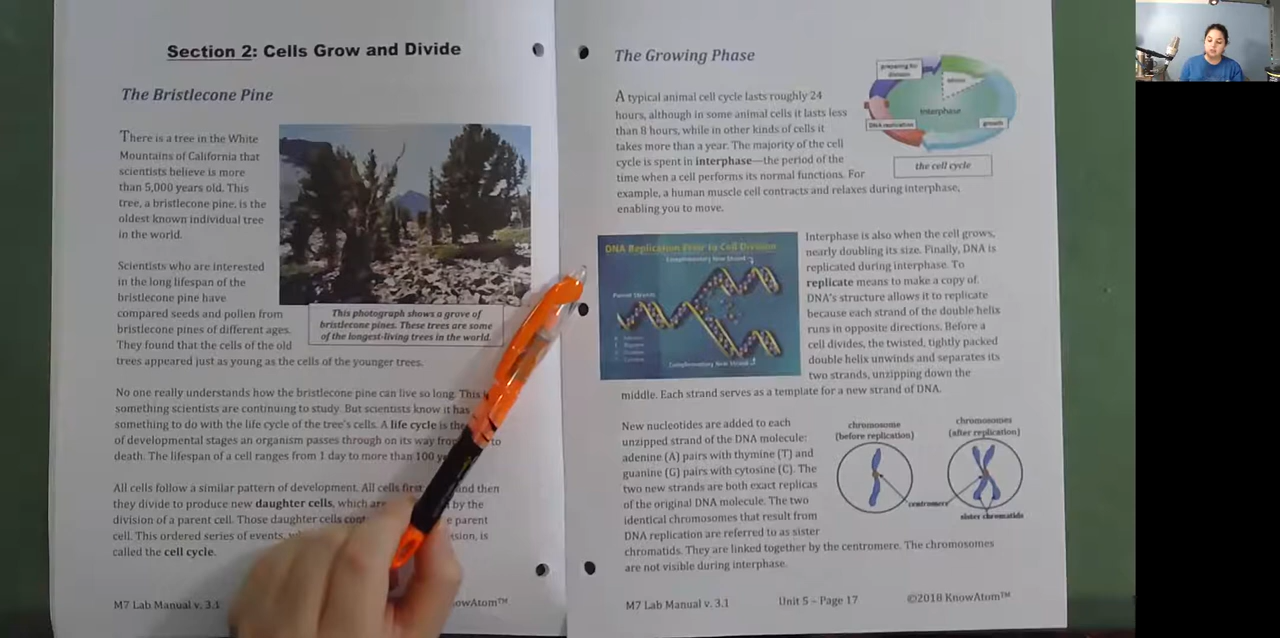 Section 2: Cells Grow and Divide
The Bristlecone Pine
There is a tree in the White
Mountains of California that
scientists believe is more
than 5,000 years old. This
tree, a bristlecone pine, is the
oldest known individual tree
in the world.
Scientists who are interested
in the long lifespan of the
bristlecone pine have
compared seeds and pollen from
bristlecone pines of different ages.
They found that the cells of the old
trees appeared just as young as the cells of the younger trees.
This photograph shows a grove of
bristlecone pines. These trees are some
of the longest-living trees in the world.
No one really understands how the bristlecone pine can live so long. This
something scientists are continuing to study. But scientists know it has
something to do with the life cycle of the tree's cells. A life cycle is the
of developmental stages an organism passes through on its way to
death. The lifespan of a cell ranges from 1 day to more than 100
All cells follow a similar pattern of development. All cells first and then
they divide to produce new daughter cells, which are by the
division of a parent cell. Those daughter cells parent
cell. This ordered series of events, is
called the cell cycle.
M7 Lab Manual v. 3.1
The Growing Phase
A typical animal cell cycle lasts roughly 24
hours, although in some animal cells it lasts less
than 8 hours, while in other kinds of cells it
takes more than a year. The majority of the cell
cycle is spent in interphase—the period of the
time when a cell performs its normal functions. For
example, a human muscle cell contracts and relaxes during interphase,
enabling you to move.
preparing for
division
mitosis
Interphase
DNA replication
growth
the cell cycle
DNA Replication Prior to Cell Division
Complementary New Strand
Parent Strands
Complementary New Strand
Interphase is also when the cell grows,
nearly doubling its size. Finally, DNA is
replicated during interphase. To
replicate means to make a copy of.
DNA's structure allows it to replicate
because each strand of the double helix
runs in opposite directions. Before a
cell divides, the twisted, tightly packed
double helix unwinds and separates its
two strands, unzipping down the
middle. Each strand serves as a template for a new strand of DNA.
New nucleotides are added to each
unzipped strand of the DNA molecule:
adenine (A) pairs with thymine (T) and
guanine (G) pairs with cytosine (C). The
two new strands are both exact replicas
of the original DNA molecule. The two
identical chromosomes that result from
DNA replication are referred to as sister
chromatids. They are linked together by the centromere. The chromosomes
are not visible during interphase.
chromosome
(before replication)
chromosomes
(after replication)
centromere
sister chromatids
M7 Lab Manual v. 3.1 Unit 5 – Page 17 ©2018 KnowAtom™